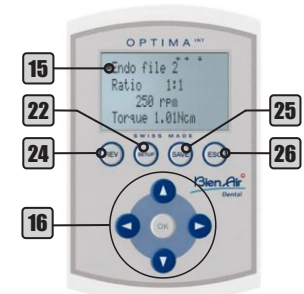 OPTIMA INT
15
Endo file 2
Ratio 1:1
250 rpm
Torque 1.01Ncm
SWISS MADE
22
25
24
REV
SETUP
SAVE
ESC
26
Bien Air
Dental
16
OK